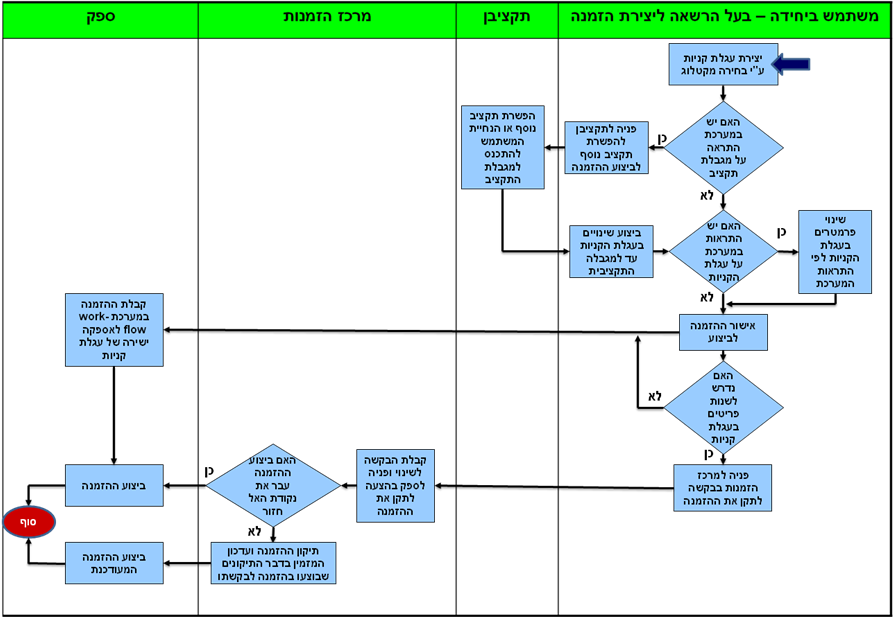 משתמש ביחידה – בעל הרשאה ליצירת הזמנה
תקציבן
מרכז הזמנות
ספק
יצירת עגלת קניות
ע"י בחירה מקטלוג
האם יש
במערכת
התראה
על מגבלת
תקציב
כן
לא
פניה לתקציבן
להפשרת
תקציב נוסף
לביצוע ההזמנה
הפשרת תקציב
נוסף או הנחיית
המשתמש
להתכנס
למגבלת
התקציב
ביצוע שינויים
בעגלת הקניות
עד למגבלה
התקציבית
האם יש
התראות
במערכת
על עגלת
הקניות
כן
לא
שינוי
פרמטרים
בעגלת
הקניות לפי
התראות
המערכת
אישור ההזמנה
לביצוע
קבלת ההזמנה
במערכת work-
flow לאספקה
ישירה של עגלת
קניות
האם
נדרש
לשנות
פריטים
בעגלת
קניות
לא
כן
פניה למרכז
הזמנות בבקשה
לתקן את ההזמנה
קבלת הבקשה
לשינוי ופניה
לספק בהצעה
לתקן את
ההזמנה
האם ביצוע
ההזמנה
עבר את
נקודת האל
חזור
כן
לא
ביצוע ההזמנה
תיקון ההזמנה ועדכון
המזמין בדבר התיקונים
שבוצעו בהזמנה לבקשתו
ביצוע ההזמנה
המעודכנת
סוף